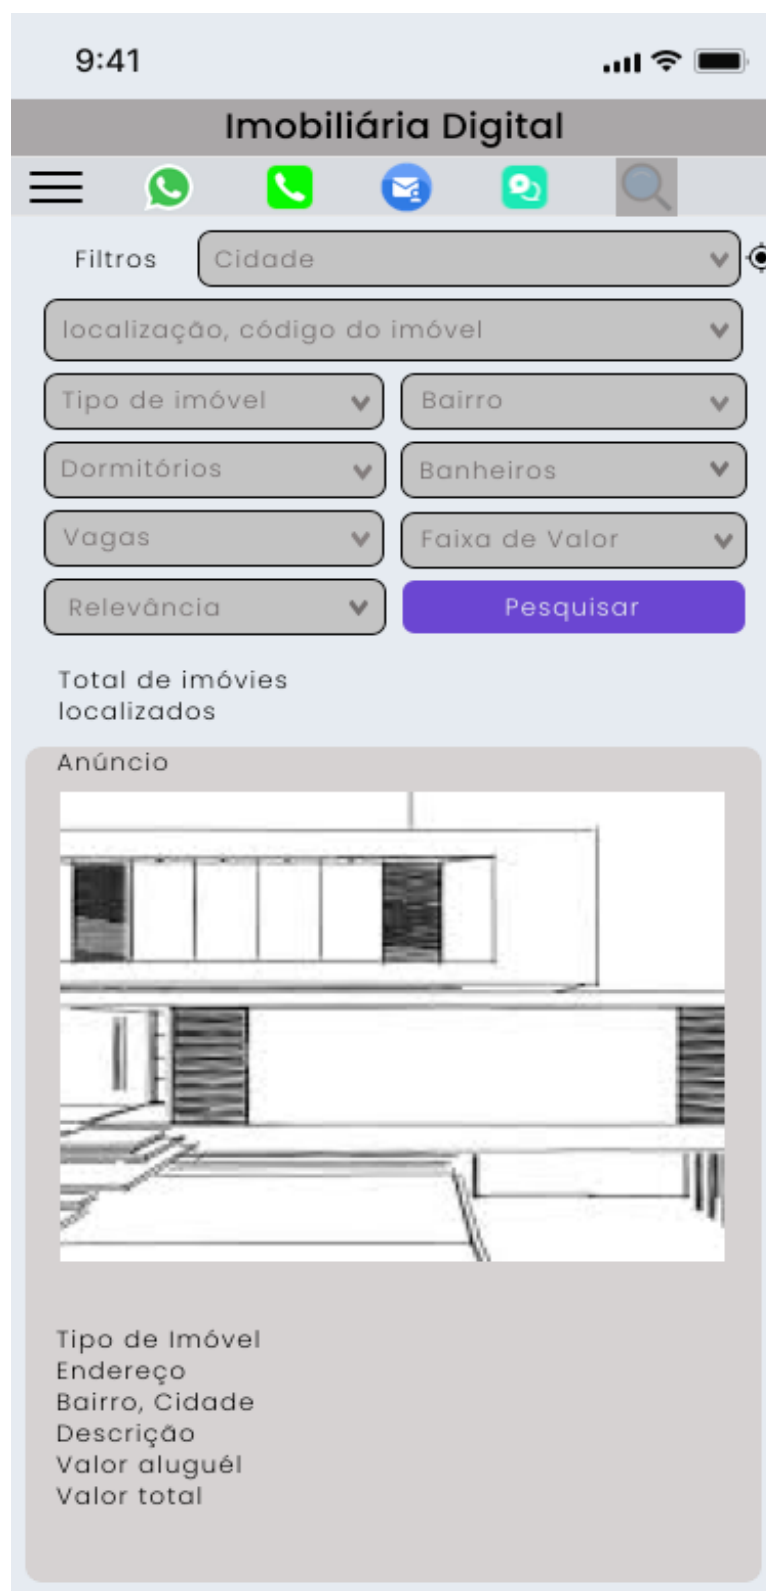 9:41
Imobiliária Digital
Filtros Cidade
localização, código do imóvel
Tipo de imóvel Bairro
Dormitórios Banheiros
Vagas Faixa de Valor
Relevância Pesquisar
Total de imóvies
localizados
Anúncio
Tipo de Imóvel
Endereço
Bairro, Cidade
Descrição
Valor aluguél
Valor total